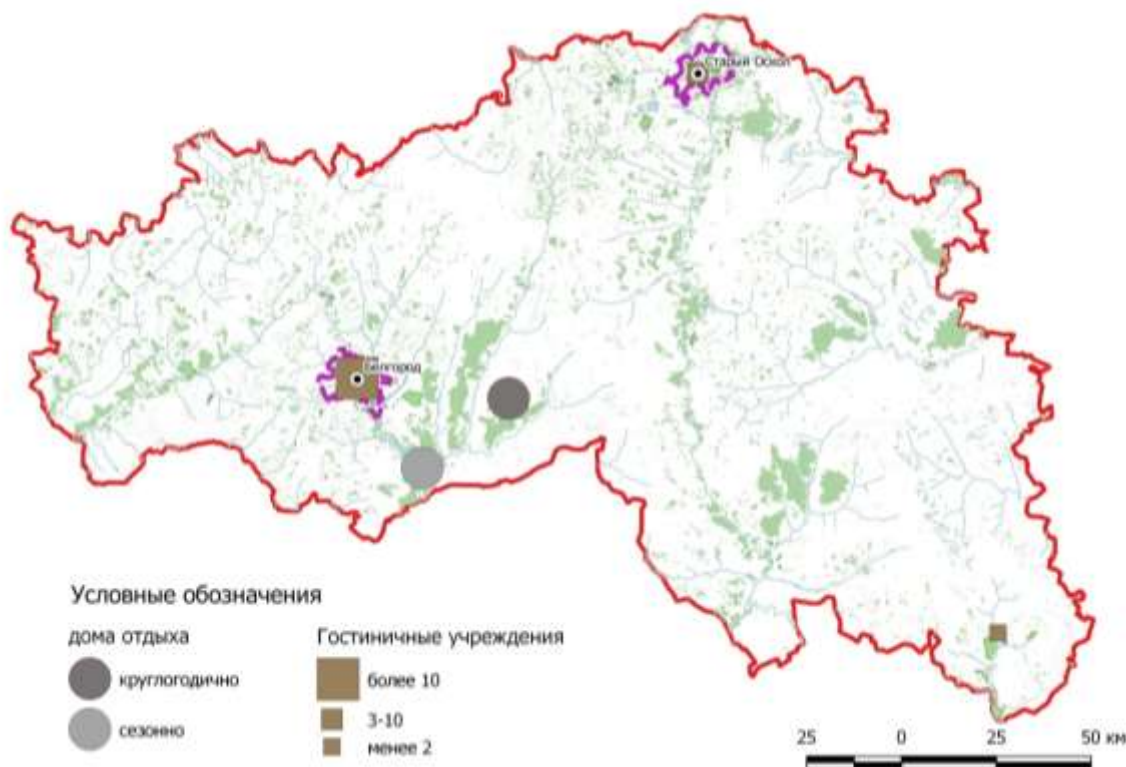 Старый Оскол
Белгород
Условные обозначения
дома отдыха
круглогодично
сезонно
Гостиничные учреждения
более 10
3-10
менее 2
25 0 25 50 км